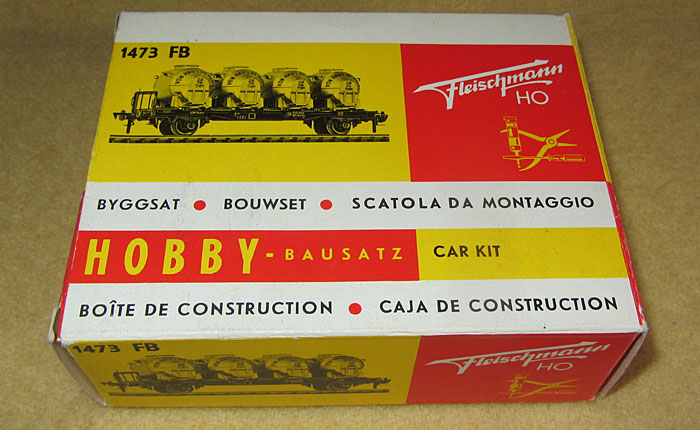 1473 FB
Fleischmann
HO
BYGGSAT • BOUWSET • SCATOLA DA MONTAGGIO
HOBBY - BAUSATZ CAR KIT
BOÎTE DE CONSTRUCTION • CAJA DE CONSTRUCTION
1473 FB
Fleischmann
HO